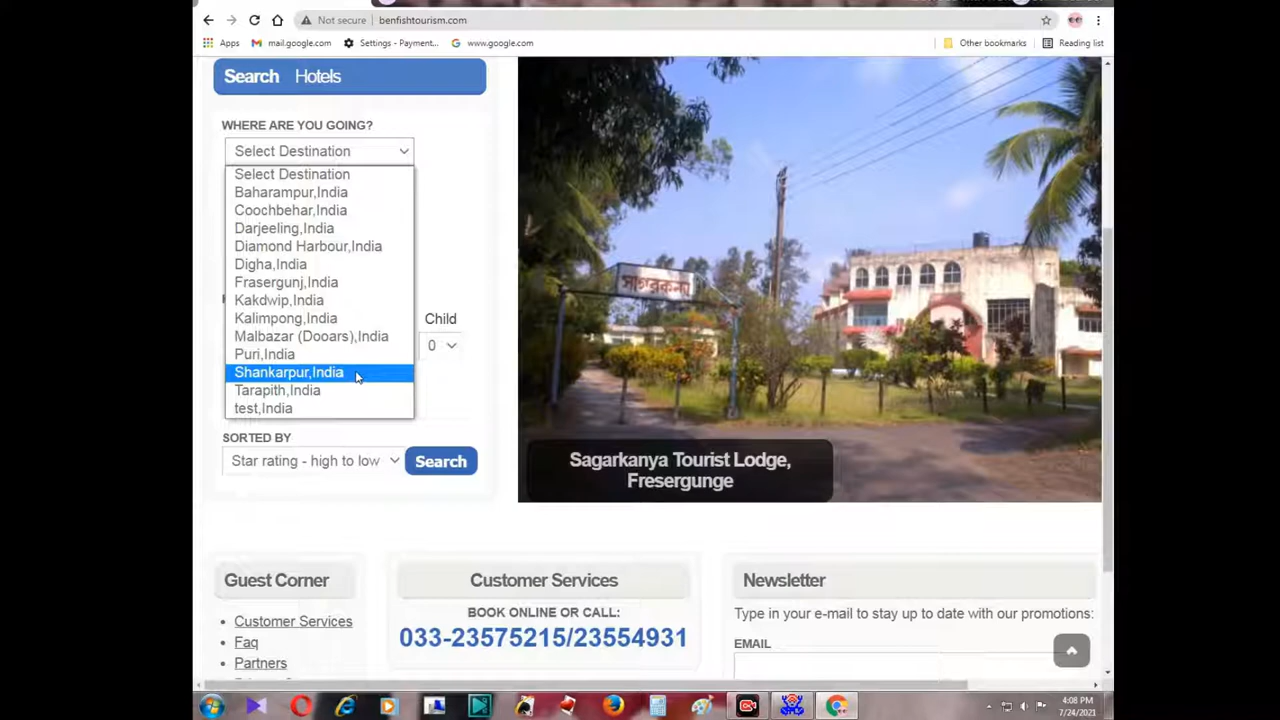 Not secure
benfishtourism.com
Apps
mail.google.com
Settings - Payment...
www.google.com
Other bookmarks
Reading list
Search Hotels
WHERE ARE YOU GOING?
Select Destination
Select Destination
Baharampur,India
Coochbehar,India
Darjeeling,India
Diamond Harbour,India
Digha,India
Frasergunj,India
Kakdwip,India
Kalimpong,India
Malbazar (Dooars),India
Puri,India
Shankarpur,India
Tarapith,India
test,India
Child
0
SORTED BY
Star rating - high to low
Search
সাগরকন্যা
Sagarkanya Tourist Lodge,
Fresergunge
Guest Corner
Customer Services
Faq
Partners
Customer Services
BOOK ONLINE OR CALL:
033-23575215/23554931
Newsletter
Type in your e-mail to stay up to date with our promotions:
EMAIL
4:08 PM
7/24/2021